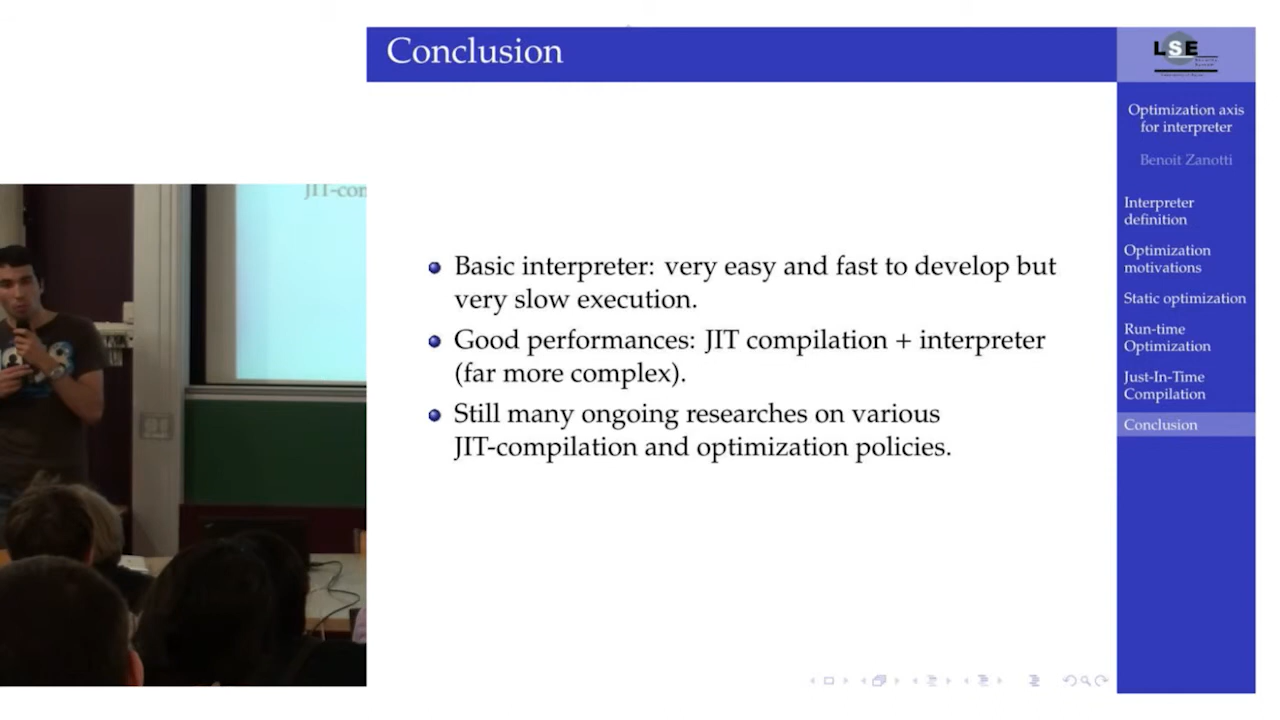 Conclusion
LSE
Optimization axis
for interpreter
Benoit Zanotti
Interpreter
definition
Optimization
motivations
Static optimization
Run-time
Optimization
Just-In-Time
Compilation
Conclusion
JIT-com
Basic interpreter: very easy and fast to develop but
very slow execution.
Good performances: JIT compilation + interpreter
(far more complex).
Still many ongoing researches on various
JIT-compilation and optimization policies.